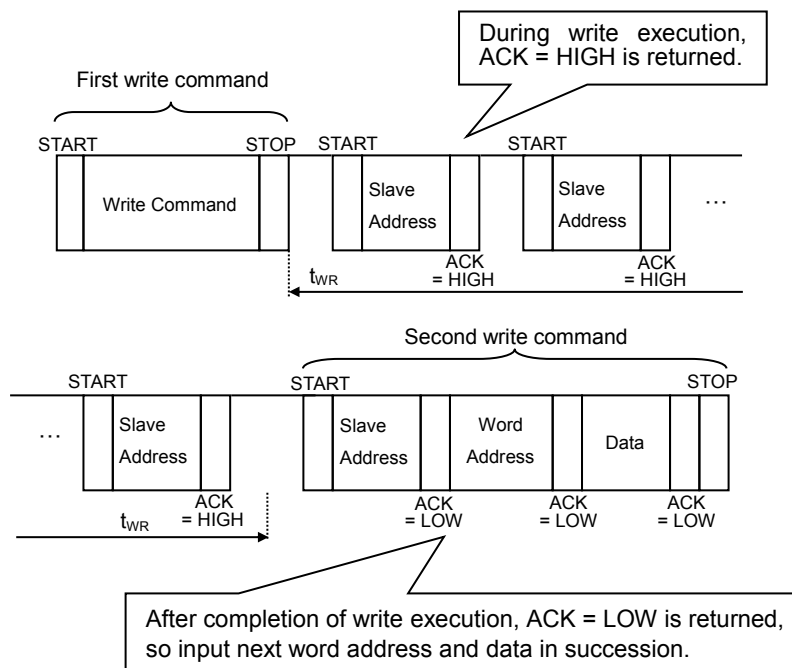 During write execution,
ACK = HIGH is returned.
First write command
START
STOP
START
START
Write Command
Slave
Address
Slave
Address
…
ACK
= HIGH
ACK
= HIGH
tWR
Second write command
START
START
STOP
…
Slave
Address
Slave
Address
Word
Address
Data
ACK
= HIGH
ACK
= LOW
ACK
= LOW
ACK
= LOW
tWR
After completion of write execution, ACK = LOW is returned,
so input next word address and data in succession.